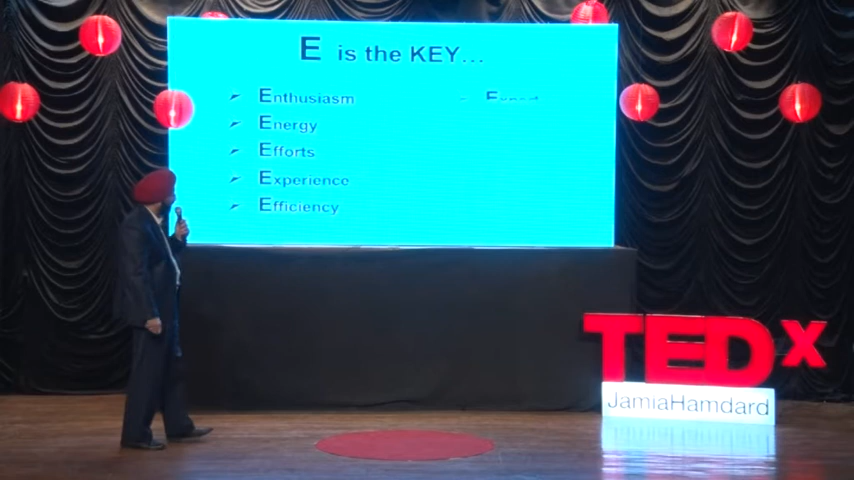 E is the KEY...
Enthusiasm
Energy
Efforts
Experience
Efficiency
TEDx
JamiaHamdard